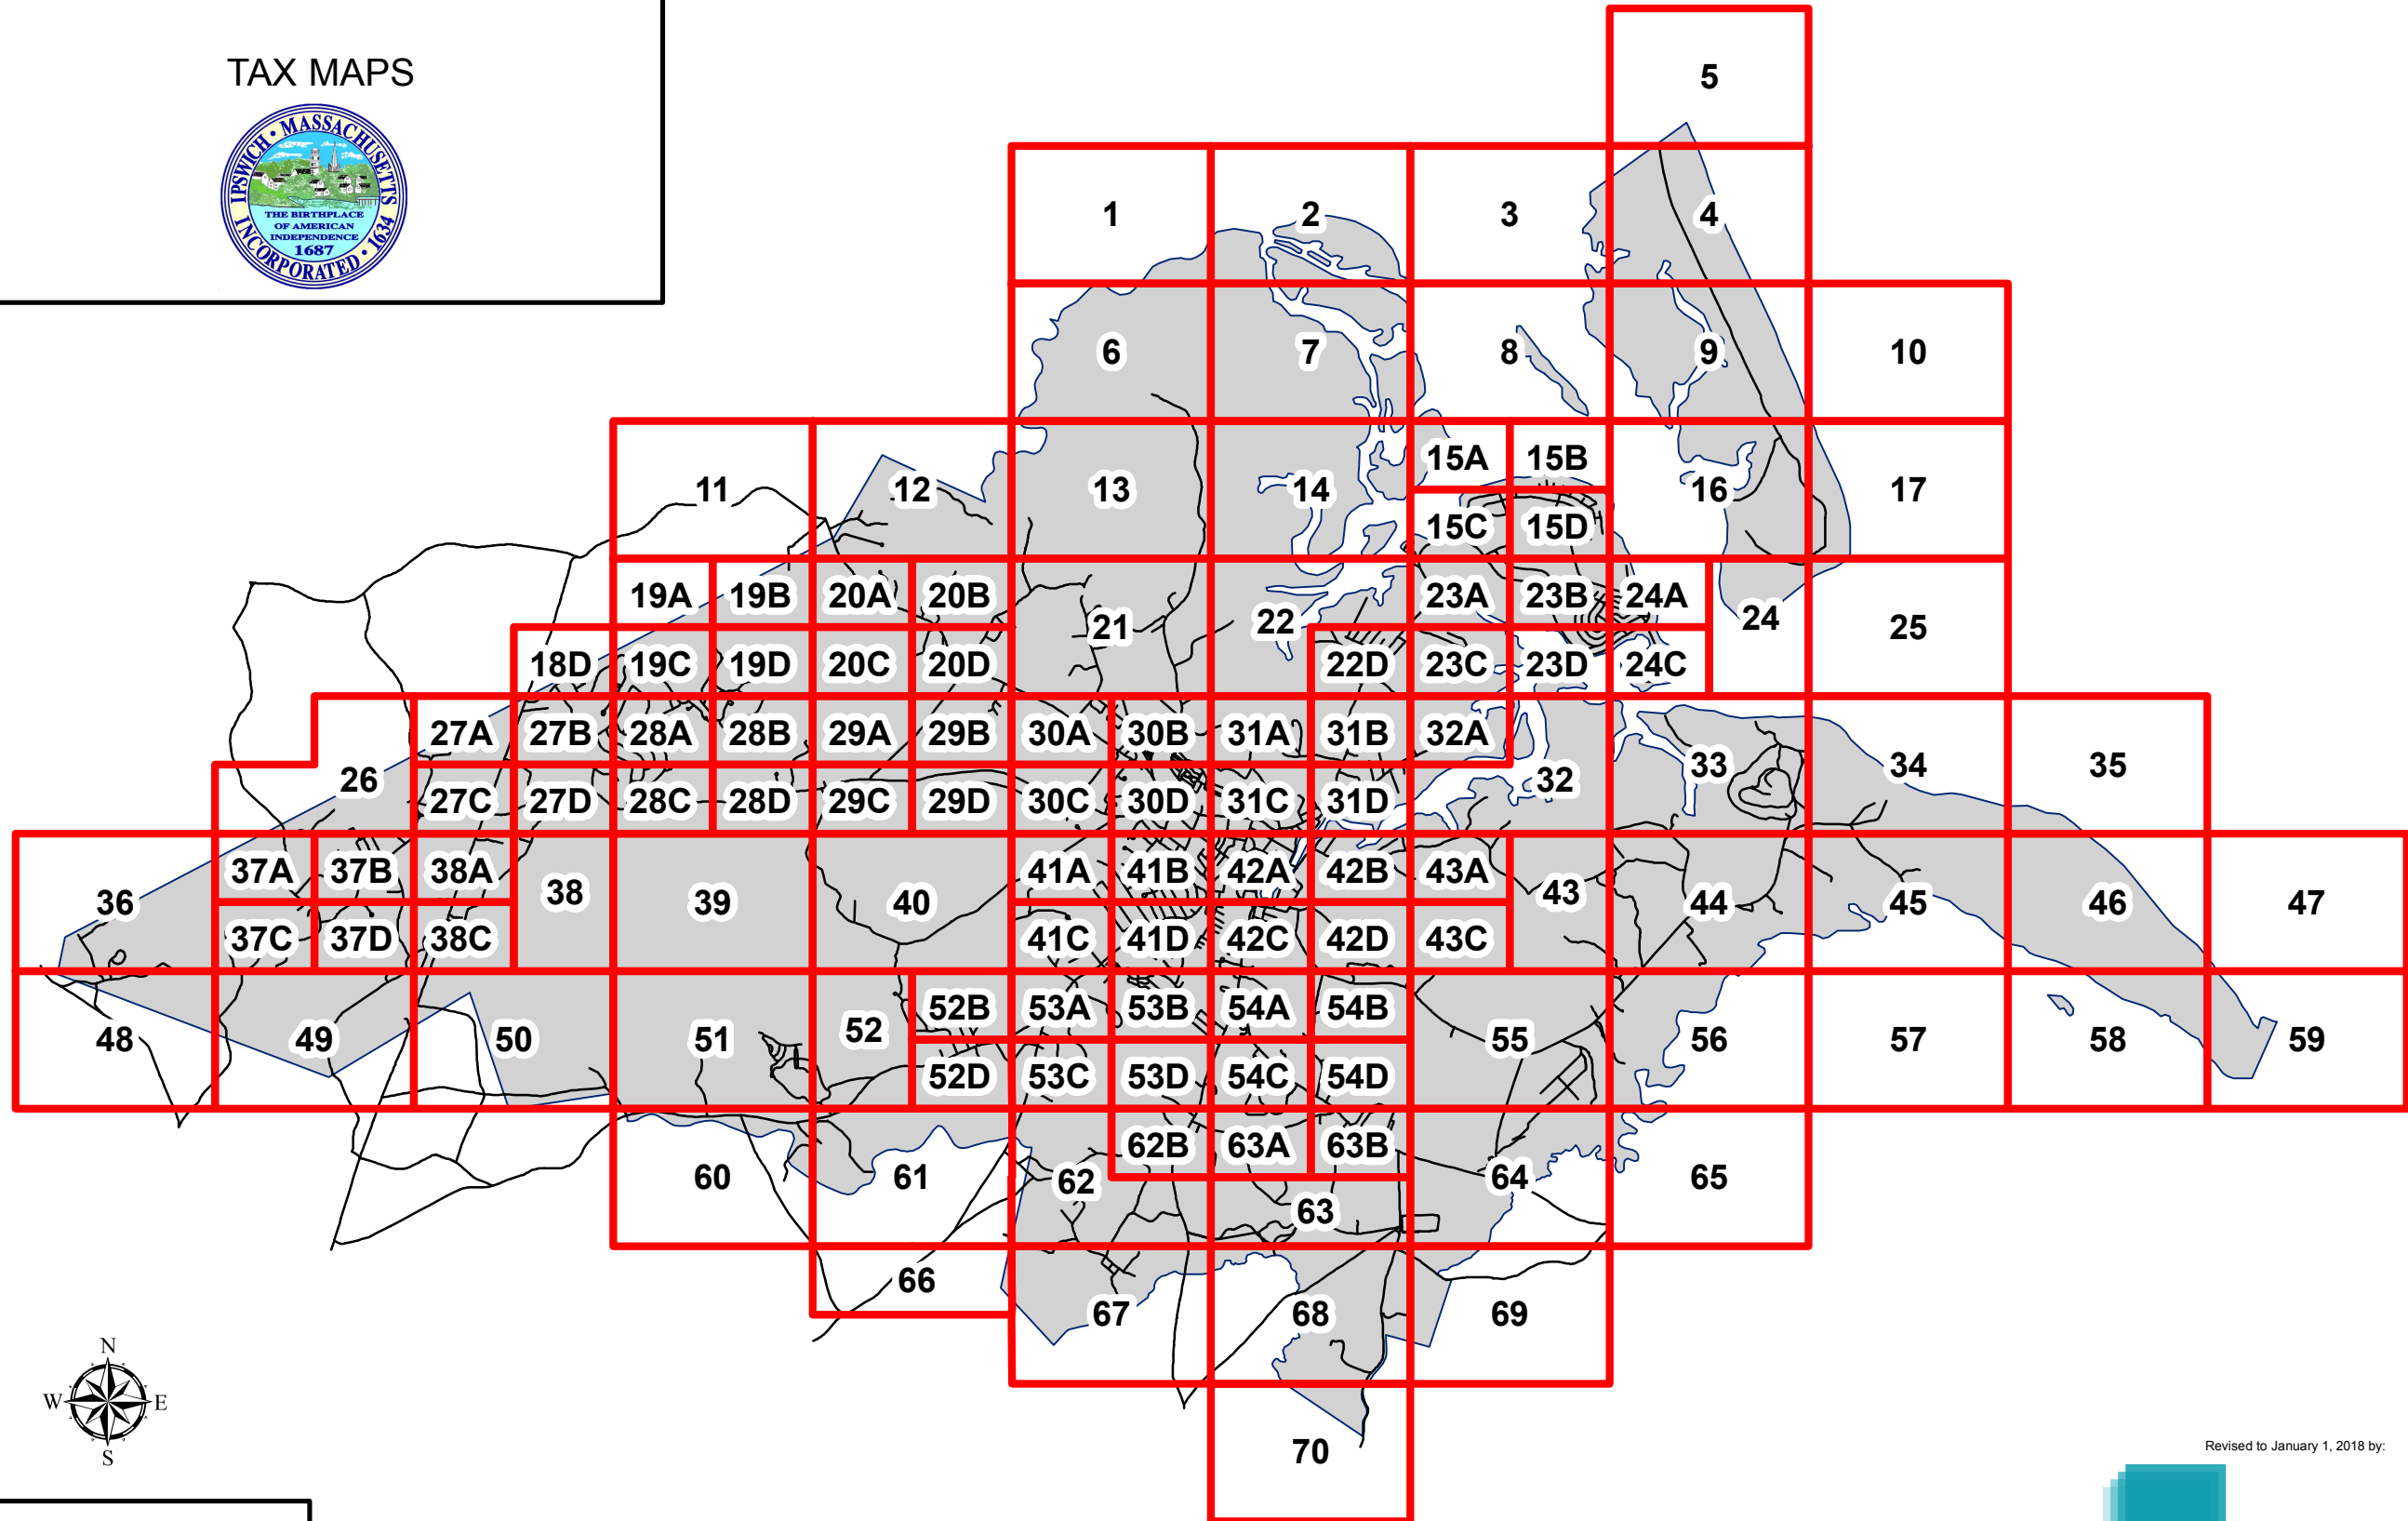 TAX MAPS
IPSWICH • MASSACHUSETTS
INCORPORATED • 1634
THE BIRTHPLACE
OF AMERICAN
INDEPENDENCE
1687
5
1 2 3 4
6 7 8 9 10
15A 15B
11 12 13 14 16 17
15C 15D
19A 19B 20A 20B 23A 23B 24A
21 22 24 25
18D 19C 19D 20C 20D 22D 23C 23D 24C
27A 27B 28A 28B 29A 29B 30A 30B 31A 31B 32A
26 32 33 34 35
27C 27D 28C 28D 29C 29D 30C 30D 31C 31D
37A 37B 38A 41A 41B 42A 42B 43A
36 38 39 40 43 44 45 46 47
37C 37D 38C 41C 41D 42C 42D 43C
52B 53A 53B 54A 54B
48 49 50 51 52 55 56 57 58 59
52D 53C 53D 54C 54D
62B 63A 63B
60 61 62 64 65
63
66
67 68 69
70
N
W E
S
Revised to January 1, 2018 by: